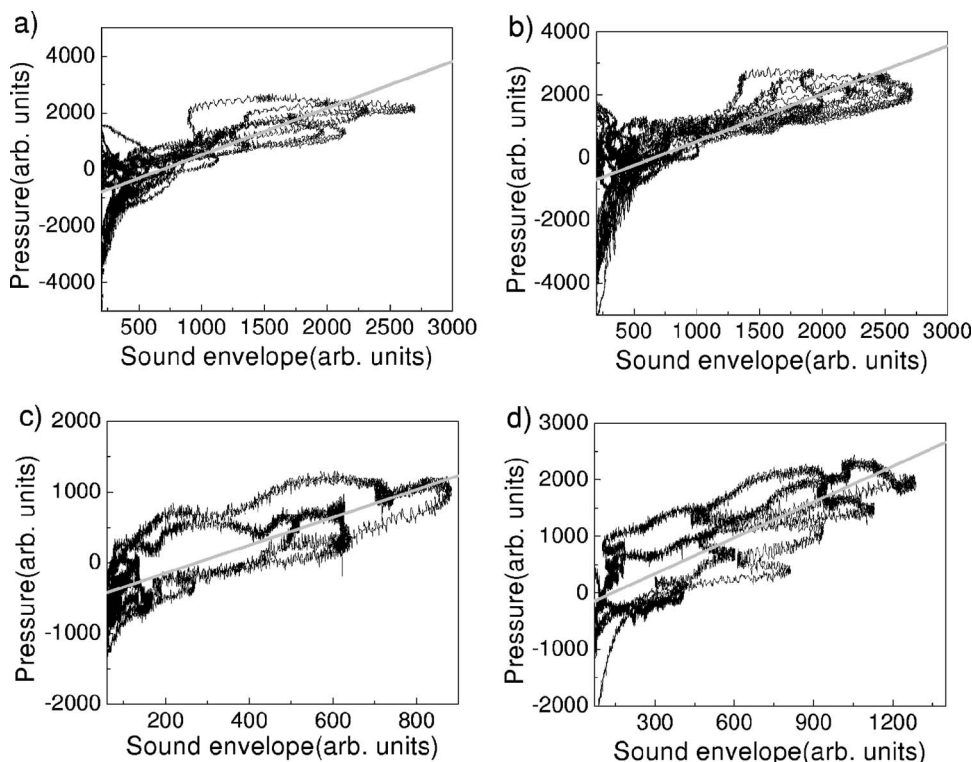 a)
4000
2000
0
-2000
-4000
Pressure(arb. units)
500 1000 1500 2000 2500 3000
Sound envelope(arb. units)
b)
4000
2000
0
-2000
-4000
Pressure(arb. units)
500 1000 1500 2000 2500 3000
Sound envelope(arb. units)
c)
2000
1000
0
-1000
-2000
Pressure(arb. units)
200 400 600 800
Sound envelope(arb. units)
d)
3000
2000
1000
0
-1000
-2000
Pressure(arb. units)
300 600 900 1200
Sound envelope(arb. units)